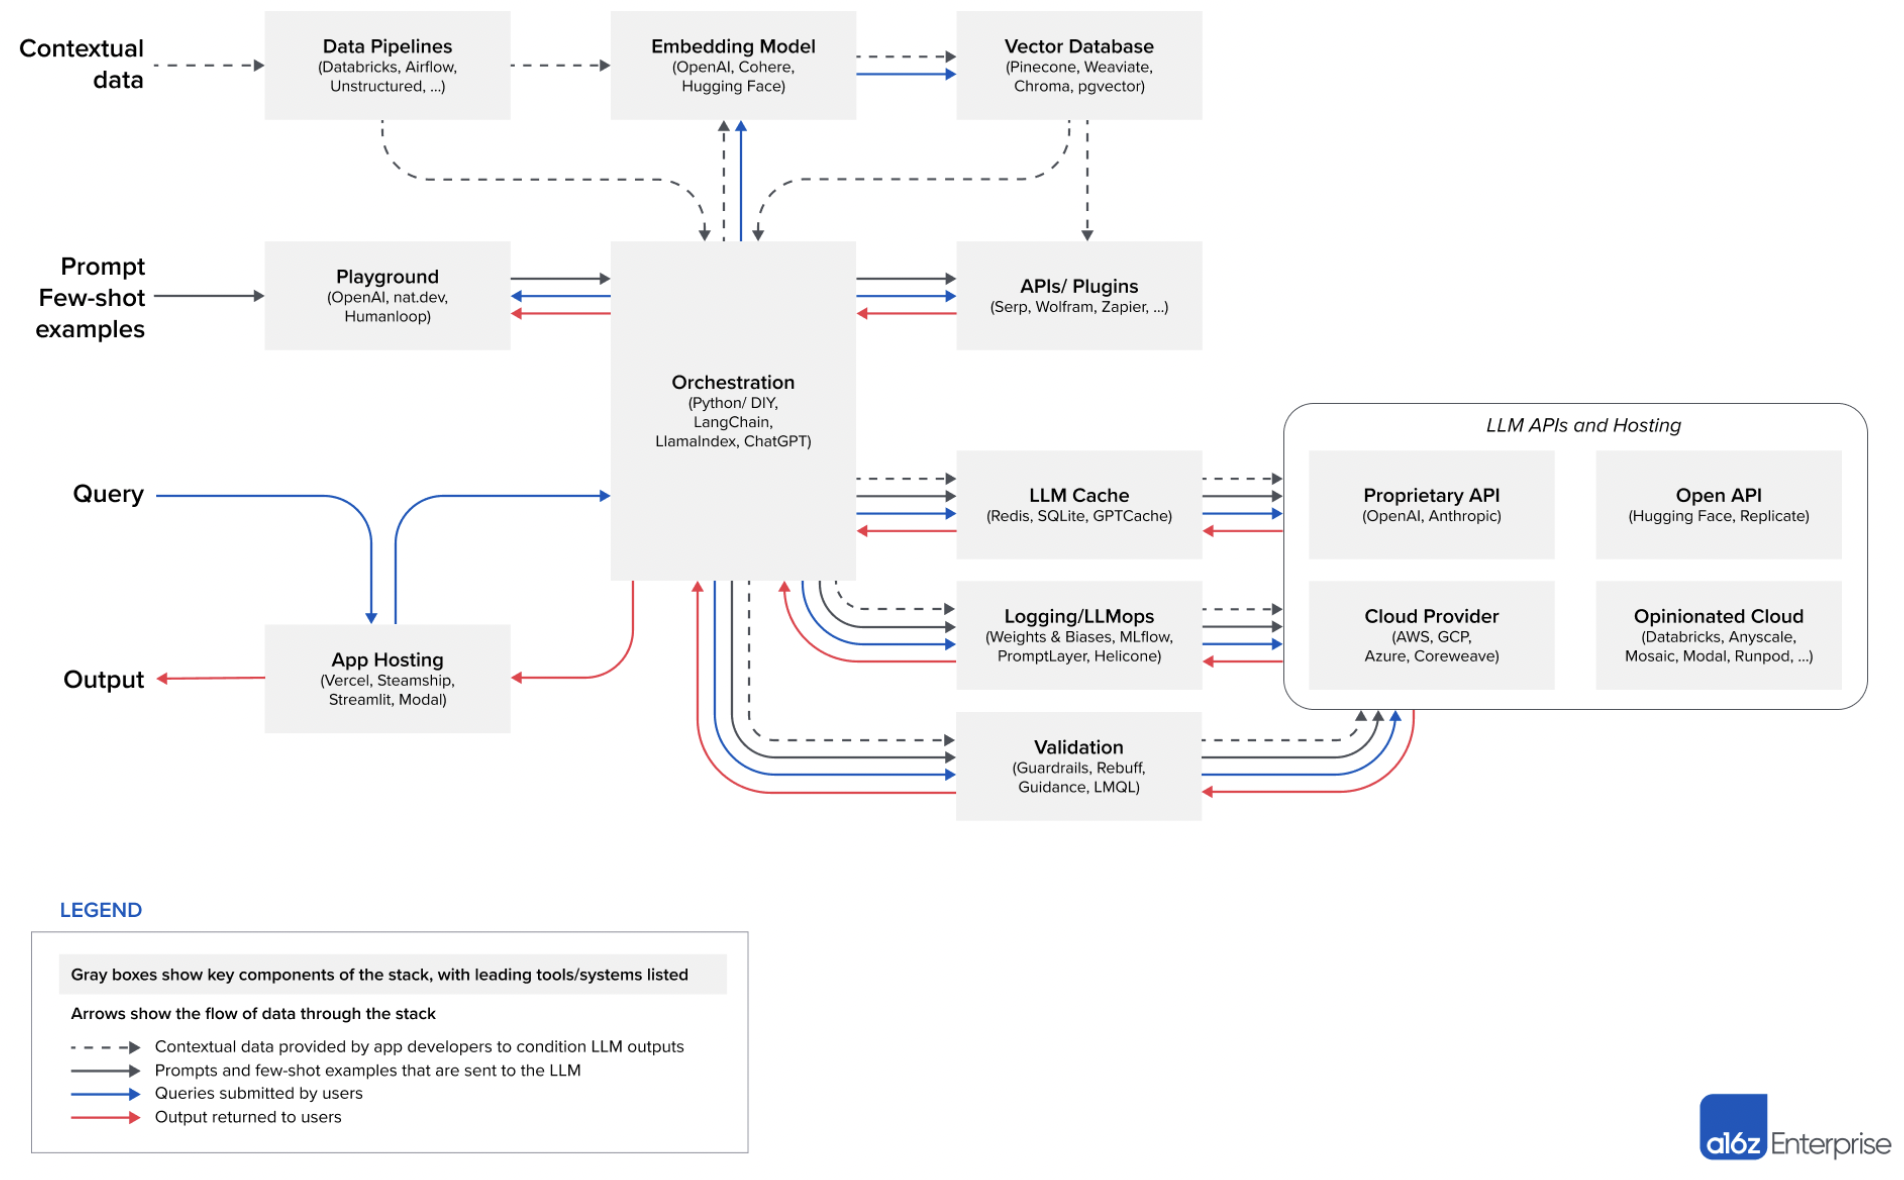 Contextual
data
Data Pipelines
(Databricks, Airflow,
Unstructured, ...)
Embedding Model
(OpenAI, Cohere,
Hugging Face)
Vector Database
(Pinecone, Weaviate,
Chroma, pgvector)
Prompt
Few-shot
examples
Playground
(OpenAI, nat.dev,
Humanloop)
Orchestration
(Python/ DIY,
LangChain,
LlamaIndex, ChatGPT)
APIs/ Plugins
(Serp, Wolfram, Zapier, ...)
Query
LLM Cache
(Redis, SQLite, GPTCache)
LLM APIs and Hosting
Proprietary API
(OpenAI, Anthropic)
Open API
(Hugging Face, Replicate)
Output
App Hosting
(Vercel, Steamship,
Streamlit, Modal)
Logging/LLMops
(Weights & Biases, MLflow,
PromptLayer, Helicone)
Cloud Provider
(AWS, GCP,
Azure, Coreweave)
Opinionated Cloud
(Databricks, Anyscale,
Mosaic, Modal, Runpod, ...)
Validation
(Guardrails, Rebuff,
Guidance, LMQL)
LEGEND
Gray boxes show key components of the stack, with leading tools/systems listed
Arrows show the flow of data through the stack
Contextual data provided by app developers to condition LLM outputs
Prompts and few-shot examples that are sent to the LLM
Queries submitted by users
Output returned to users
a16z Enterprise